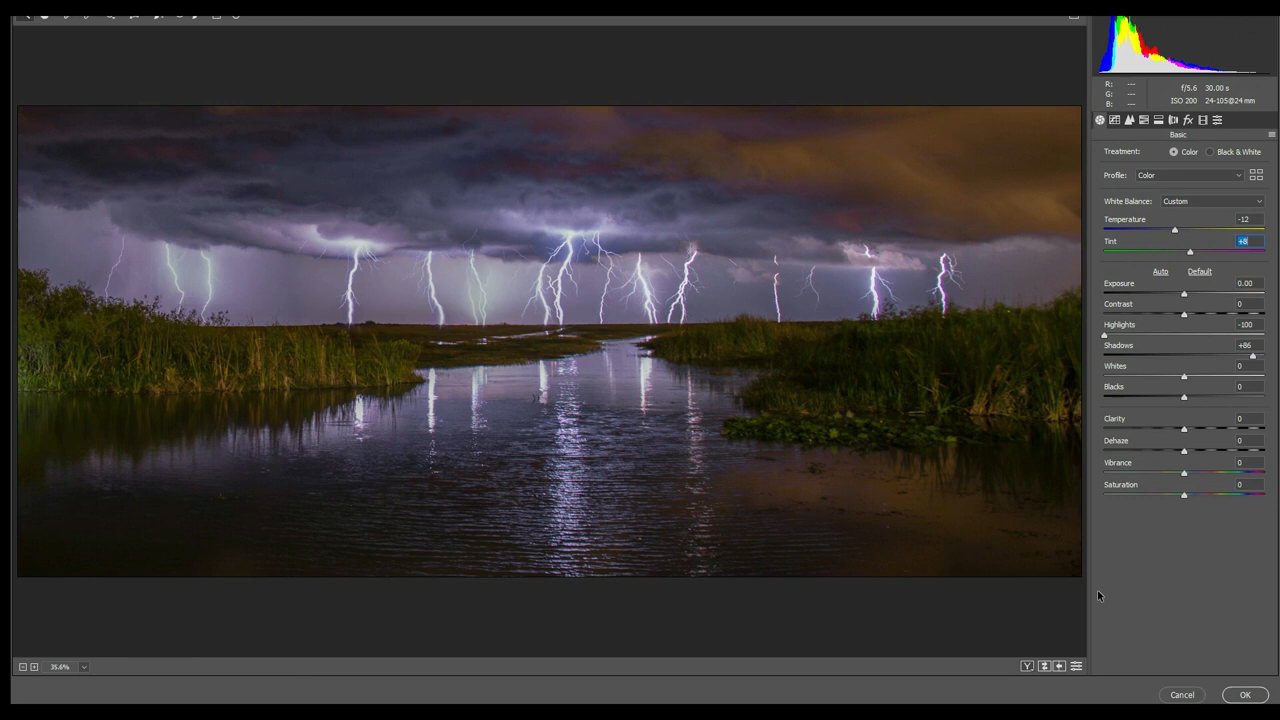 R: ---
G: ---
B: ---
f/5.6 30.00 s
ISO 200 24-105@24 mm
fx
Basic
Treatment: Color Black & White
Profile: Color
White Balance: Custom
Temperature -12
Tint +8
Auto Default
Exposure 0.00
Contrast 0
Highlights -100
Shadows +86
Whites 0
Blacks 0
Clarity 0
Dehaze 0
Vibrance 0
Saturation 0
35.6% Y
Cancel OK